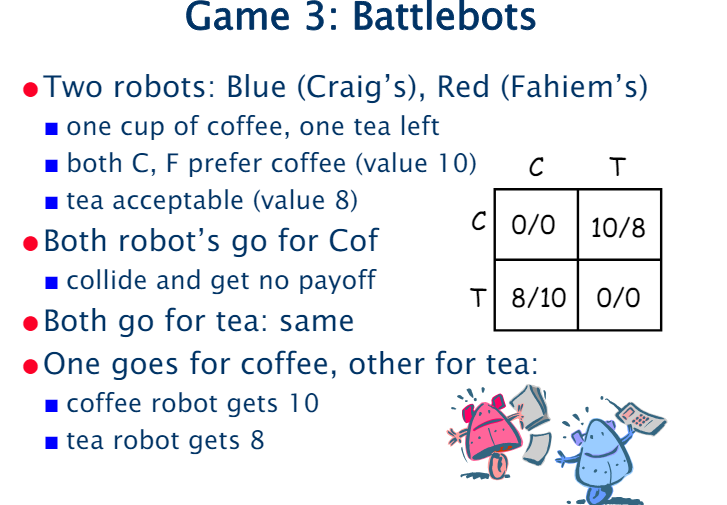 Game 3: Battlebots
Two robots: Blue (Craig's), Red (Fahiem's)
one cup of coffee, one tea left
both C, F prefer coffee (value 10)
tea acceptable (value 8)
Both robot's go for Cof
collide and get no payoff
Both go for tea: same
One goes for coffee, other for tea:
coffee robot gets 10
tea robot gets 8
C T
C 0/0 10/8
T 8/10 0/0